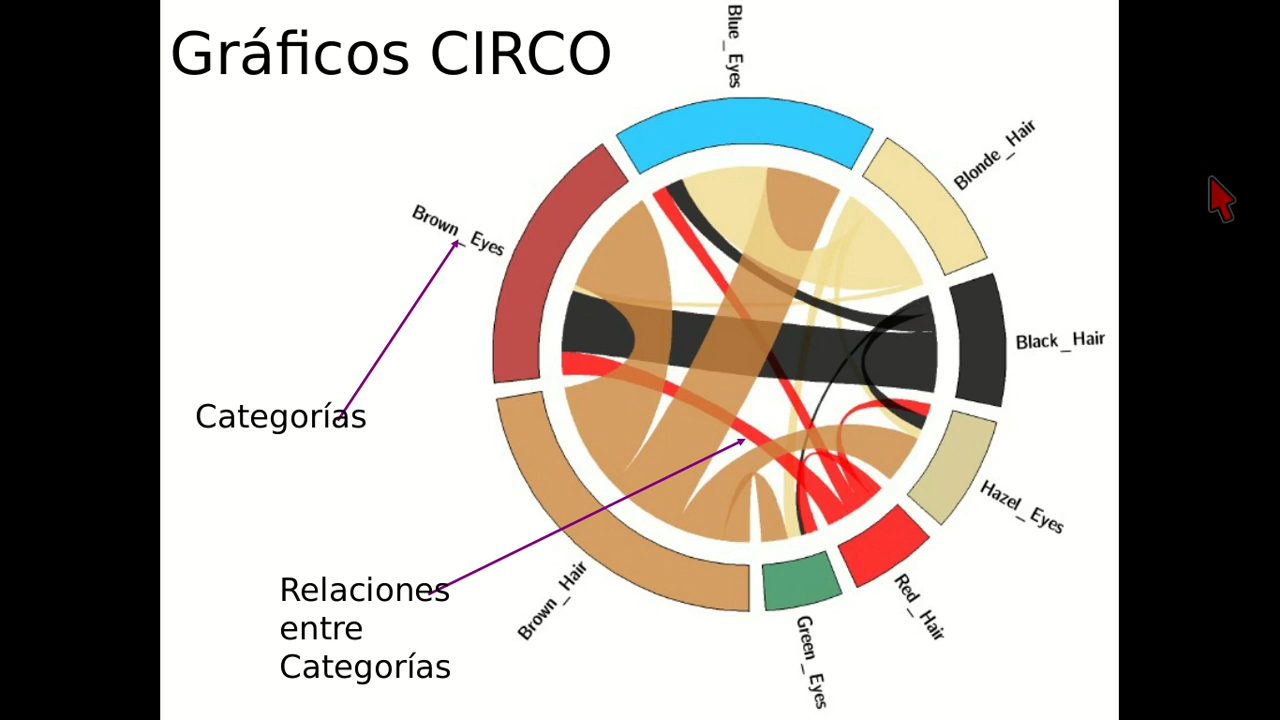 Gráficos CIRCO
Blue_Eyes
Blonde_Hair
Brown_Eyes
Black_Hair
Categorías
Hazel_Eyes
Relaciones
entre
Categorías
Brown_Hair
Red_Hair
Green_Eyes